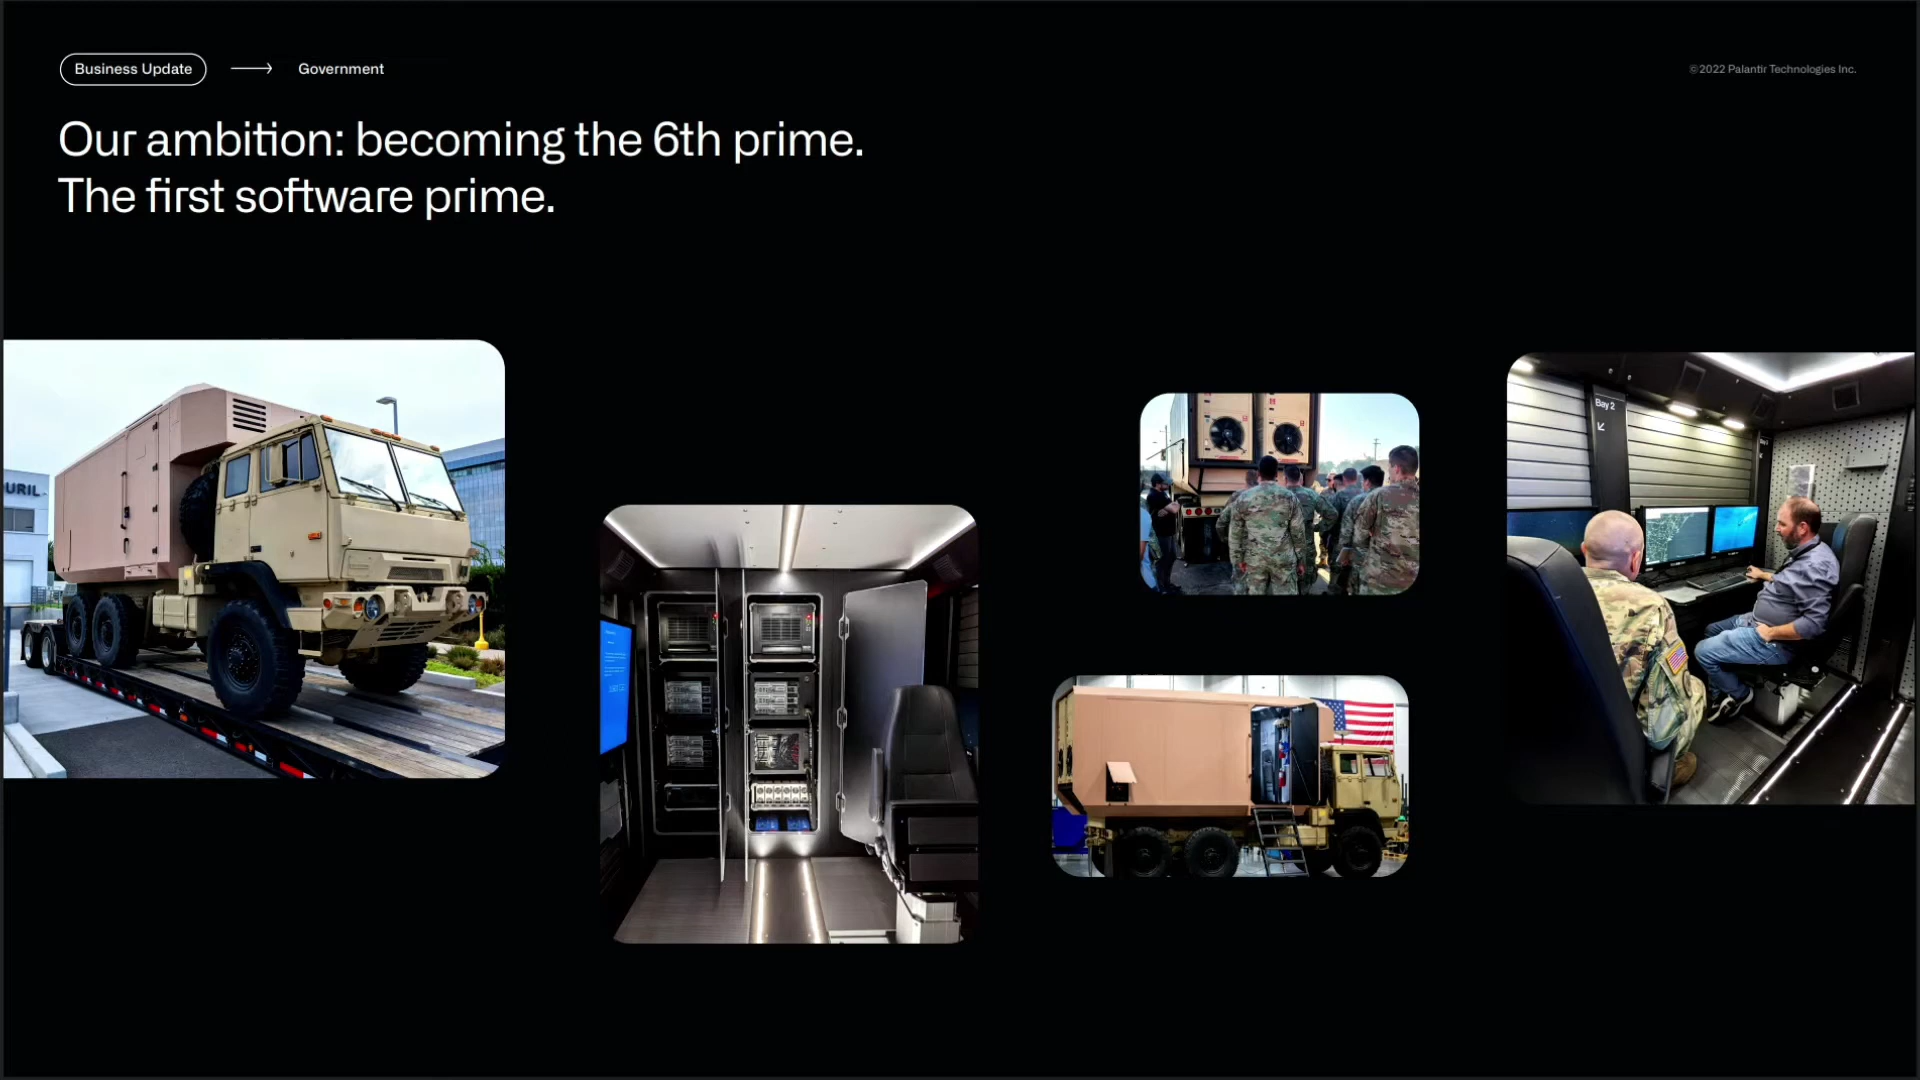 Business Update → Government
©2022 Palantir Technologies Inc.
Our ambition: becoming the 6th prime.
The first software prime.
URIL
Bay 2